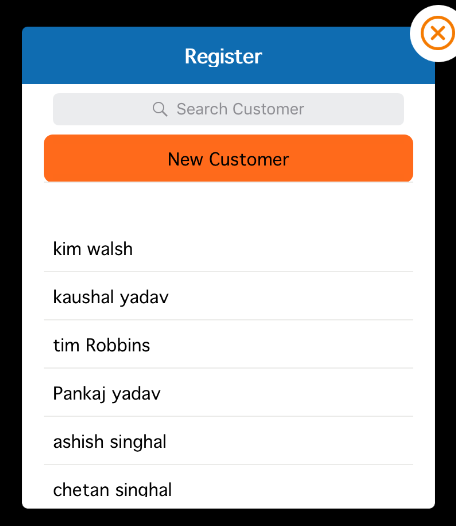 Register
Search Customer
New Customer
kim walsh
kaushal yadav
tim Robbins
Pankaj yadav
ashish singhal
chetan singhal